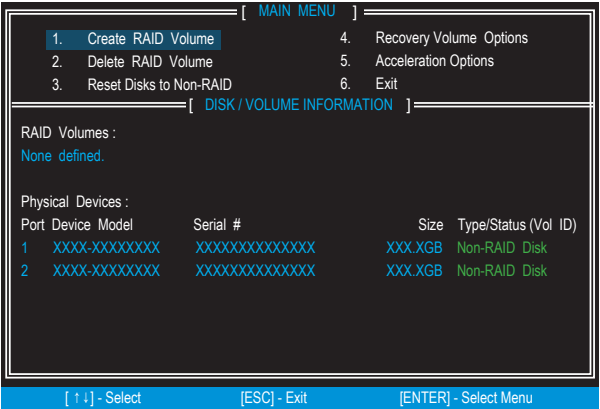 [ MAIN MENU ]
1. Create RAID Volume 4. Recovery Volume Options
2. Delete RAID Volume 5. Acceleration Options
3. Reset Disks to Non-RAID 6. Exit
[ DISK / VOLUME INFORMATION ]
RAID Volumes :
None defined.
Physical Devices :
Port Device Model Serial # Size Type/Status (Vol ID)
1 XXXX-XXXXXXXX XXXXXXXXXXXXXX XXX.XGB Non-RAID Disk
2 XXXX-XXXXXXXX XXXXXXXXXXXXXX XXX.XGB Non-RAID Disk
[ ↑↓] - Select [ESC] - Exit [ENTER] - Select Menu